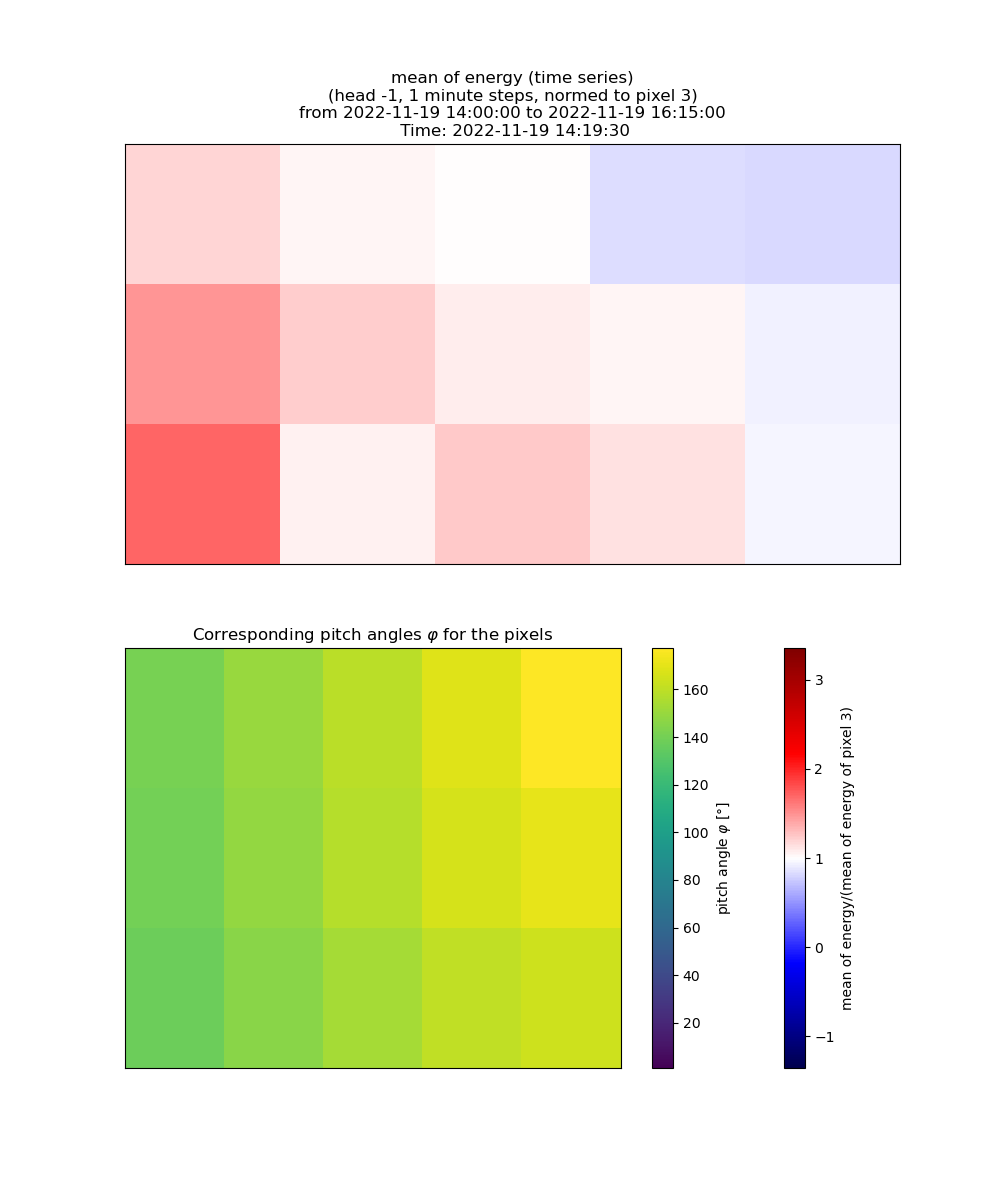 mean of energy (time series)
(head -1, 1 minute steps, normed to pixel 3)
from 2022-11-19 14:00:00 to 2022-11-19 16:15:00
Time: 2022-11-19 14:19:30
Corresponding pitch angles φ for the pixels
160
140
120
100
80
60
40
20
pitch angle φ [°]
3
2
1
0
−1
mean of energy/(mean of energy of pixel 3)